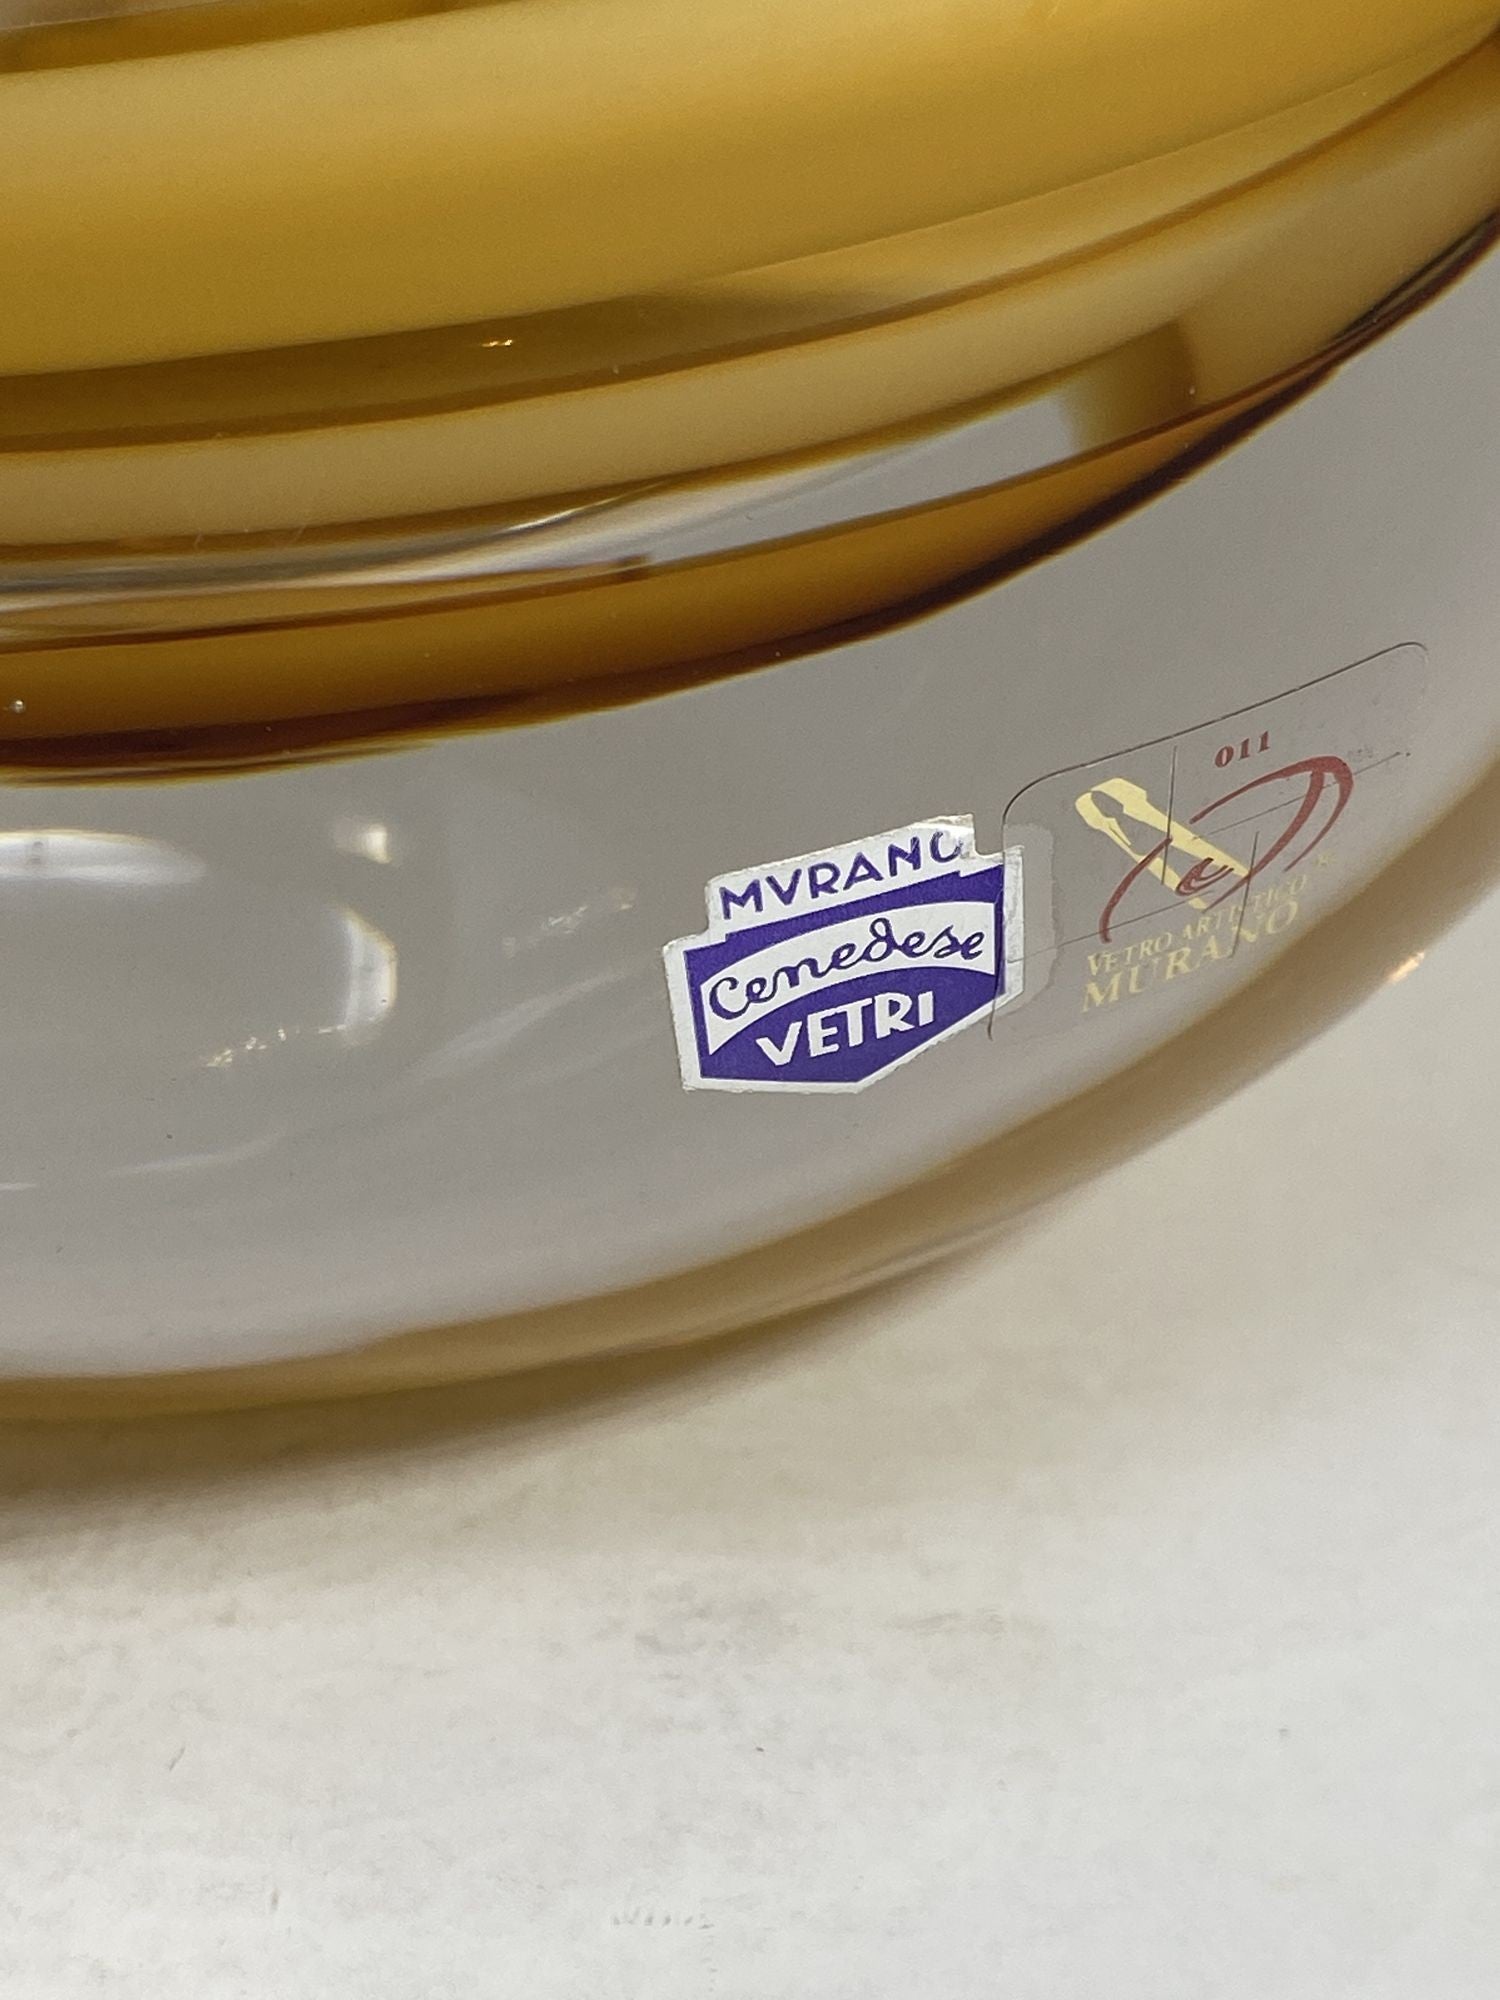 MVRANO
Cenedese
VETRI
011
VETRO ARTISTICO
MURANO